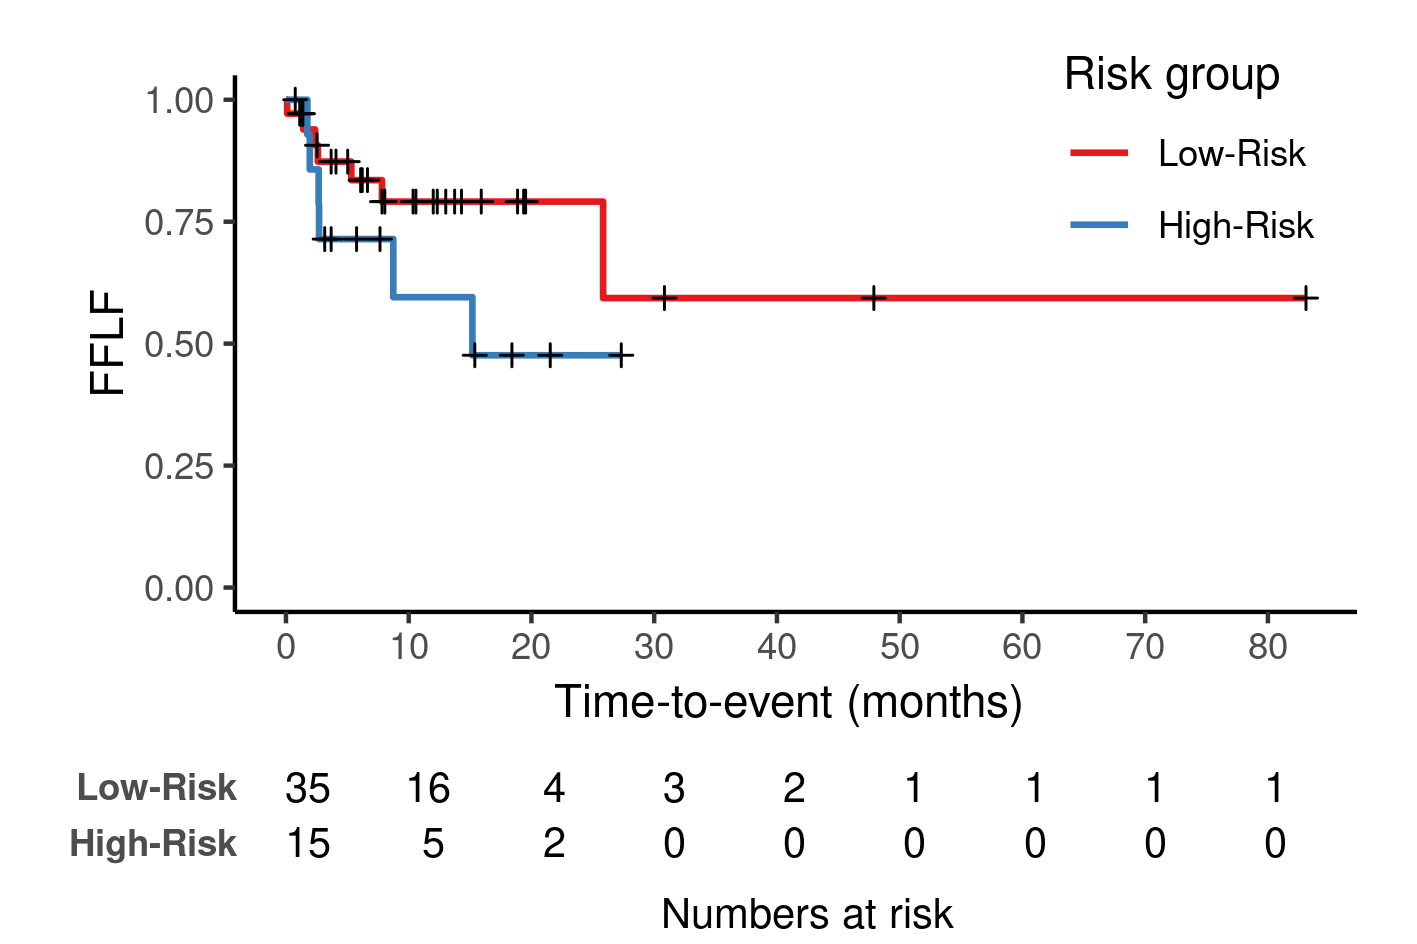 Risk group
Low-Risk
High-Risk
FFLF
1.00
0.75
0.50
0.25
0.00
0 10 20 30 40 50 60 70 80
Time-to-event (months)
Low-Risk 35 16 4 3 2 1 1 1 1
High-Risk 15 5 2 0 0 0 0 0 0
Numbers at risk